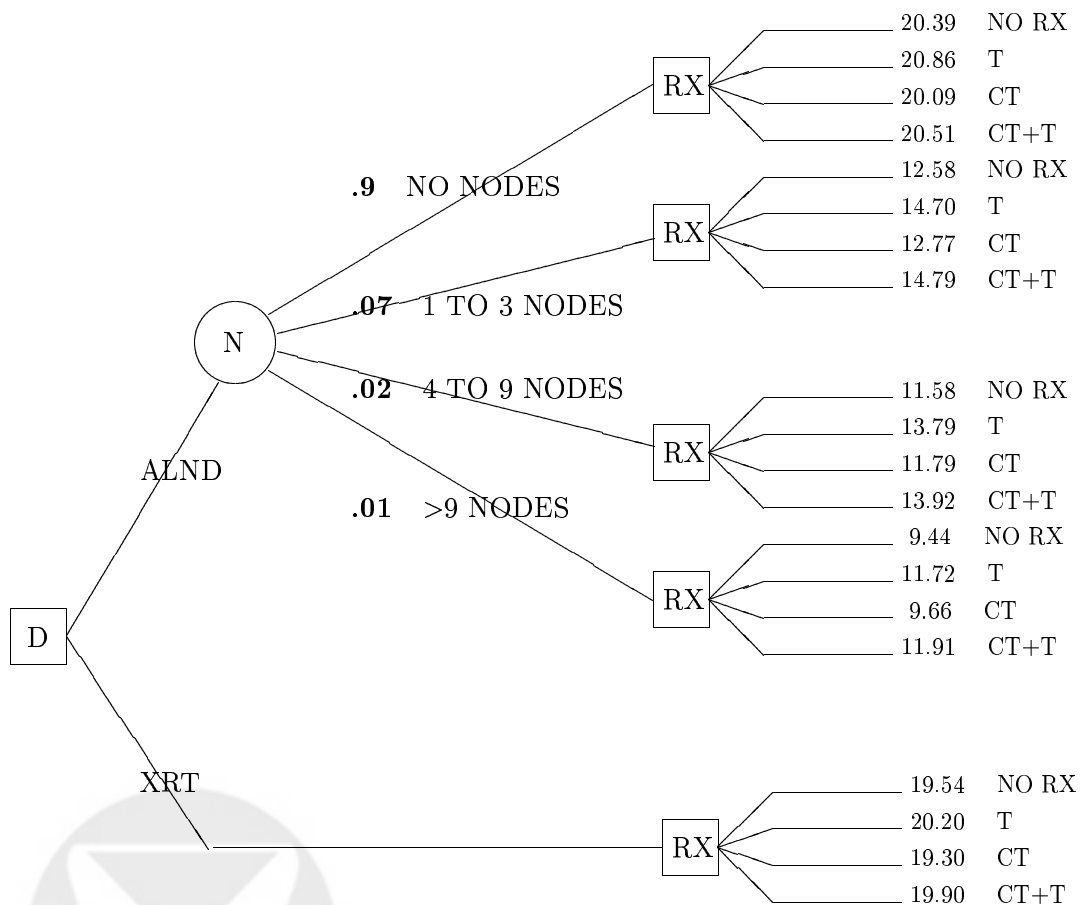 20.39 NO RX
20.86 T
RX
20.09 CT
20.51 CT+T
12.58 NO RX
.9 NO NODES
14.70 T
RX
12.77 CT
14.79 CT+T
.07 1 TO 3 NODES
N
.02 4 TO 9 NODES
11.58 NO RX
13.79 T
RX
11.79 CT
ALND
13.92 CT+T
.01 >9 NODES
9.44 NO RX
11.72 T
RX
9.66 CT
D
11.91 CT+T
XRT
19.54 NO RX
20.20 T
RX
19.30 CT
19.90 CT+T